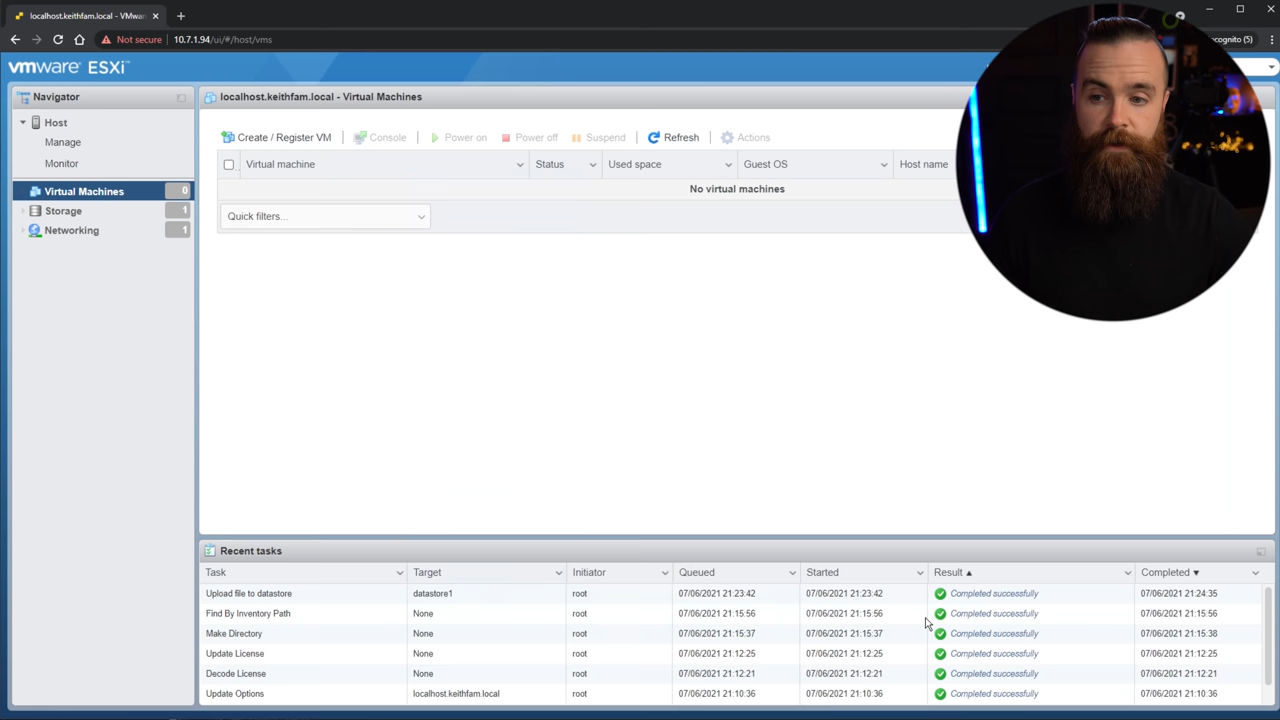 localhost.keithfam.local - VMwar
Not secure 10.7.1.94/ui/#/host/vms
cognito (5)
vmware ESXi™
Navigator
localhost.keithfam.local - Virtual Machines
Host
Manage
Monitor
Create / Register VM Console Power on Power off Suspend Refresh Actions
Virtual machine Status Used space Guest OS Host name
Virtual Machines 0
No virtual machines
Storage 1
Quick filters...
Networking 1
Recent tasks
Task Target Initiator Queued Started Result ▲ Completed ▼
Upload file to datastore datastore1 root 07/06/2021 21:23:42 07/06/2021 21:23:42 Completed successfully 07/06/2021 21:24:35
Find By Inventory Path None root 07/06/2021 21:15:56 07/06/2021 21:15:56 Completed successfully 07/06/2021 21:15:56
Make Directory None root 07/06/2021 21:15:37 07/06/2021 21:15:37 Completed successfully 07/06/2021 21:15:38
Update License None root 07/06/2021 21:12:25 07/06/2021 21:12:25 Completed successfully 07/06/2021 21:12:25
Decode License None root 07/06/2021 21:12:21 07/06/2021 21:12:21 Completed successfully 07/06/2021 21:12:21
Update Options localhost.keithfam.local root 07/06/2021 21:10:36 07/06/2021 21:10:36 Completed successfully 07/06/2021 21:10:36